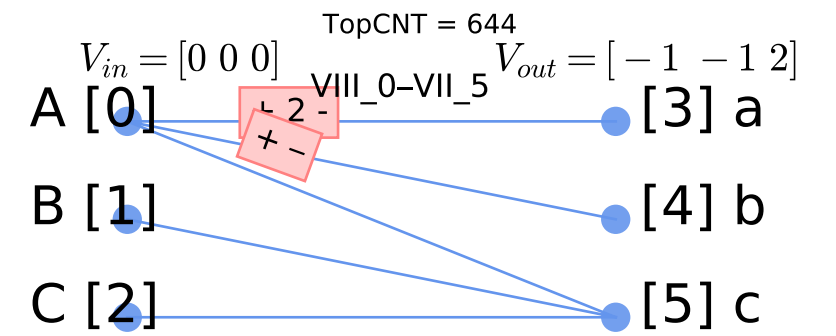 TopCNT = 644
V_in = [0 0 0]
V_out = [−1 −1 2]
VIII_0–VII_5
A [0]
2 -
[3] a
+ −
B [1]
[4] b
C [2]
[5] c